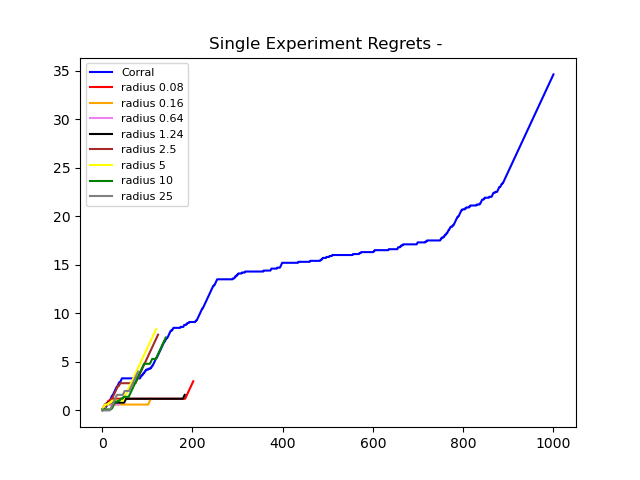 Single Experiment Regrets -
Corral
radius 0.08
radius 0.16
radius 0.64
radius 1.24
radius 2.5
radius 5
radius 10
radius 25
35
30
25
20
15
10
5
0
0 200 400 600 800 1000